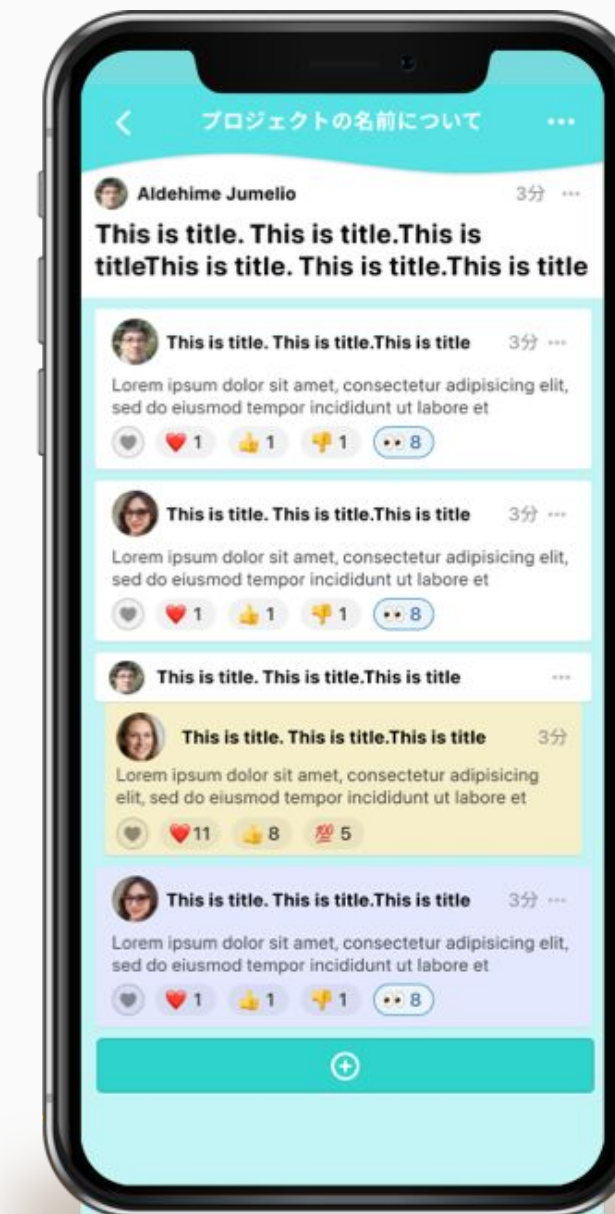 プロジェクトの名前について
Aldehime Jumelio 3分
This is title. This is title.This is
titleThis is title. This is title.This is title
This is title. This is title.This is title 3分
Lorem ipsum dolor sit amet, consectetur adipisicing elit,
sed do eiusmod tempor incididunt ut labore et
❤️ 1 👍 1 👎 1 👀 8
This is title. This is title.This is title 3分
Lorem ipsum dolor sit amet, consectetur adipisicing elit,
sed do eiusmod tempor incididunt ut labore et
❤️ 1 👍 1 👎 1 👀 8
This is title. This is title.This is title
This is title. This is title.This is title 3分
Lorem ipsum dolor sit amet, consectetur adipisicing
elit, sed do eiusmod tempor incididunt ut labore et
❤️11 👍 8 💯 5
This is title. This is title.This is title 3分
Lorem ipsum dolor sit amet, consectetur adipisicing elit,
sed do eiusmod tempor incididunt ut labore et
❤️ 1 👍 1 👎 1 👀 8